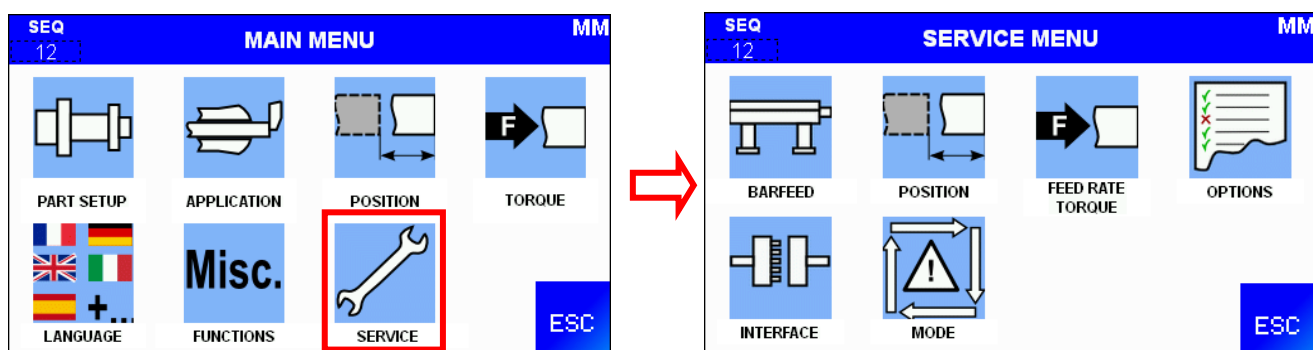 SEQ
12
MAIN MENU
MM
F
PART SETUP
APPLICATION
POSITION
TORQUE
Misc.
+...
LANGUAGE
FUNCTIONS
SERVICE
ESC
SEQ
12
SERVICE MENU
MM
F
BARFEED
POSITION
FEED RATE
TORQUE
OPTIONS
!
INTERFACE
MODE
ESC